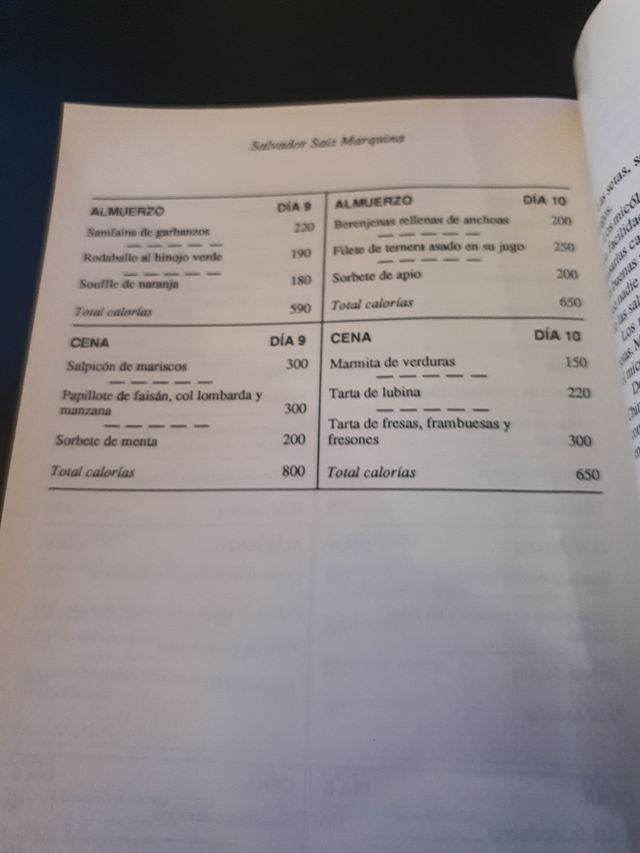 Salvador Saiz Marquina
ALMUERZO DÍA 9
Samfaina de garbanzos 220
Rodaballo al hinojo verde 190
Souffle de naranja 180
Total calorías 590
ALMUERZO DÍA 10
Berenjenas rellenas de anchoas 200
Filete de ternera asado en su jugo 250
Sorbete de apio 200
Total calorías 650
CENA DÍA 9
Salpicón de mariscos 300
Papillote de faisán, col lombarda y
manzana 300
Sorbete de menta 200
Total calorías 800
CENA DÍA 10
Marmita de verduras 150
Tarta de lubina 220
Tarta de fresas, frambuesas y
fresones 300
Total calorías 650